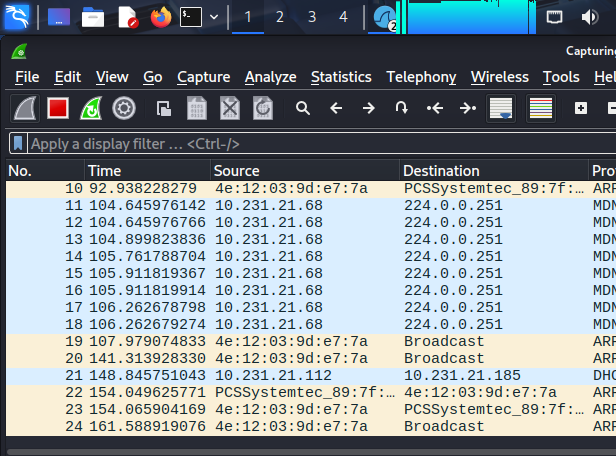 1 2 3 4 2
Capturing
File Edit View Go Capture Analyze Statistics Telephony Wireless Tools Hel
Apply a display filter … <Ctrl-/>
No. Time Source Destination Pro
10 92.938228279 4e:12:03:9d:e7:7a PCSSystemtec_89:7f:… ARP
11 104.645976142 10.231.21.68 224.0.0.251 MDN
12 104.645976766 10.231.21.68 224.0.0.251 MDN
13 104.899823836 10.231.21.68 224.0.0.251 MDN
14 105.761788704 10.231.21.68 224.0.0.251 MDN
15 105.911819367 10.231.21.68 224.0.0.251 MDN
16 105.911819914 10.231.21.68 224.0.0.251 MDN
17 106.262678798 10.231.21.68 224.0.0.251 MDN
18 106.262679274 10.231.21.68 224.0.0.251 MDN
19 107.979074833 4e:12:03:9d:e7:7a Broadcast ARP
20 141.313928330 4e:12:03:9d:e7:7a Broadcast ARP
21 148.845751043 10.231.21.112 10.231.21.185 DHC
22 154.049625771 PCSSystemtec_89:7f:… 4e:12:03:9d:e7:7a ARP
23 154.065904169 4e:12:03:9d:e7:7a PCSSystemtec_89:7f:… ARP
24 161.588919076 4e:12:03:9d:e7:7a Broadcast ARP